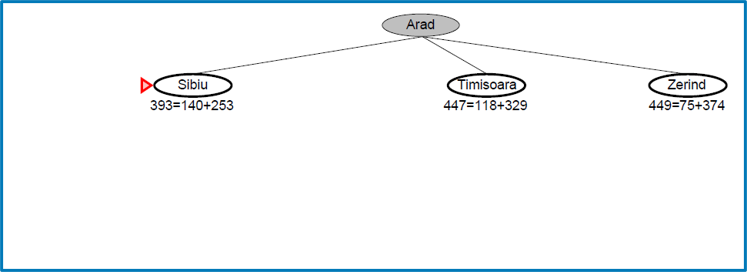 Arad
Sibiu
Timisoara
Zerind
393=140+253
447=118+329
449=75+374